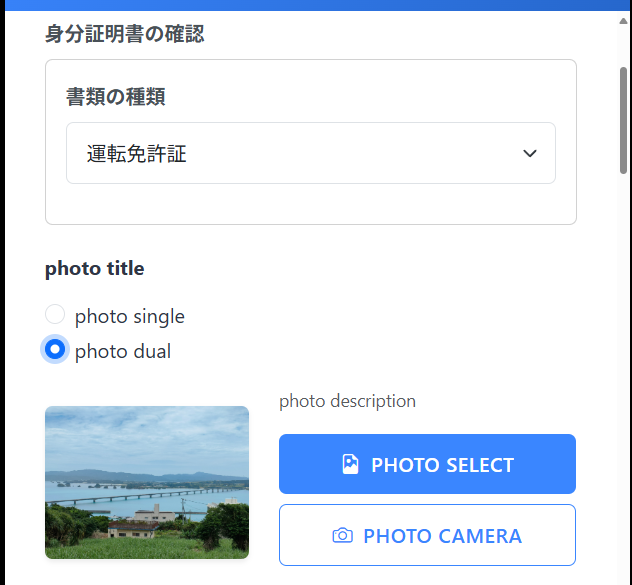 身分証明書の確認
書類の種類
運転免許証
photo title
photo single
photo dual
photo description
PHOTO SELECT
PHOTO CAMERA